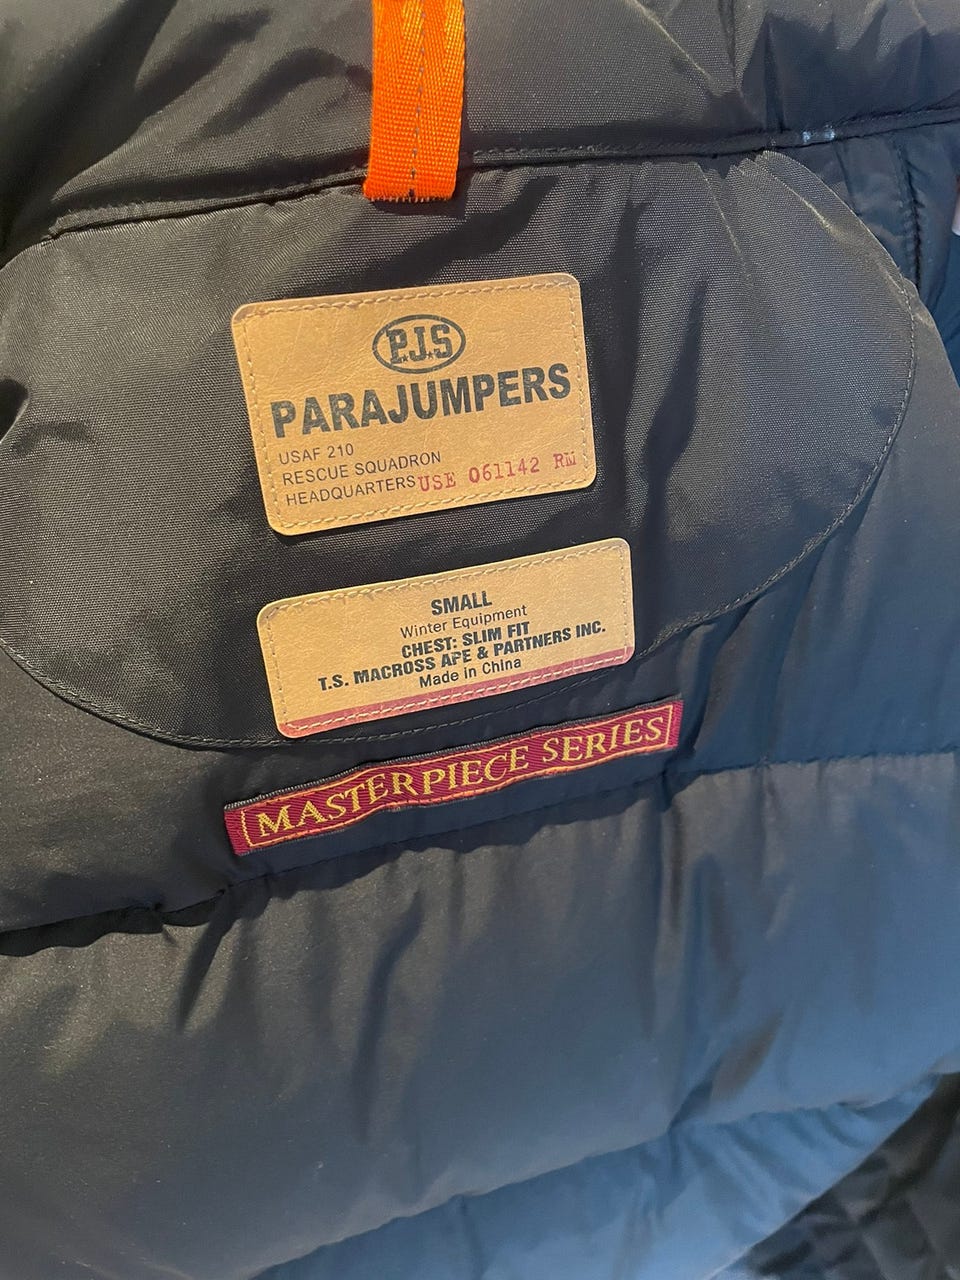 P.J.S
PARAJUMPERS
USAF 210
RESCUE SQUADRON
HEADQUARTERS USE 061142 RM
SMALL
Winter Equipment
CHEST: SLIM FIT
T.S. MACROSS APE & PARTNERS INC.
Made in China
MASTERPIECE SERIES